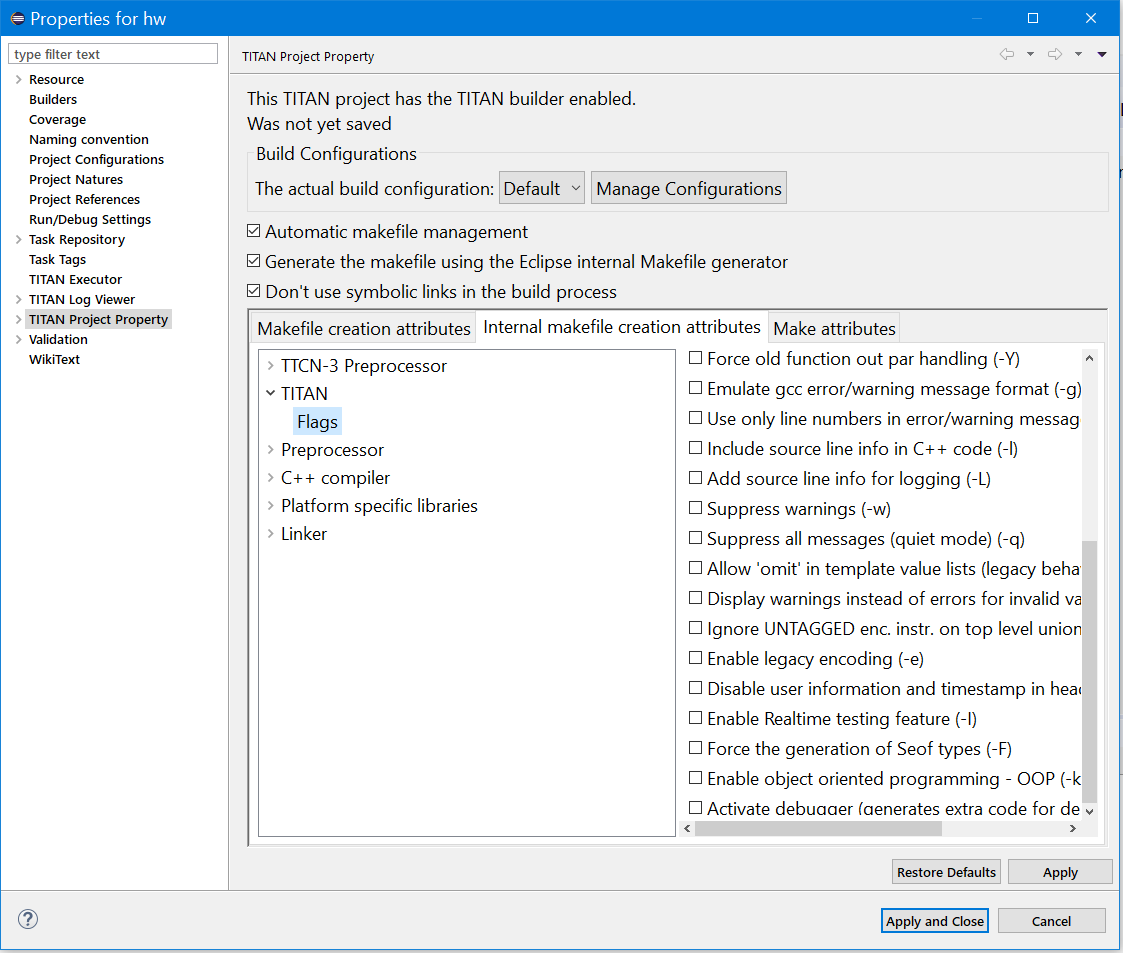 Properties for hw
type filter text
Resource
Builders
Coverage
Naming convention
Project Configurations
Project Natures
Project References
Run/Debug Settings
Task Repository
Task Tags
TITAN Executor
TITAN Log Viewer
TITAN Project Property
Validation
WikiText
TITAN Project Property
This TITAN project has the TITAN builder enabled.
Was not yet saved
Build Configurations
The actual build configuration: Default Manage Configurations
Automatic makefile management
Generate the makefile using the Eclipse internal Makefile generator
Don't use symbolic links in the build process
Makefile creation attributes Internal makefile creation attributes Make attributes
TTCN-3 Preprocessor
TITAN
Flags
Preprocessor
C++ compiler
Platform specific libraries
Linker
Force old function out par handling (-Y)
Emulate gcc error/warning message format (-g)
Use only line numbers in error/warning messag
Include source line info in C++ code (-l)
Add source line info for logging (-L)
Suppress warnings (-w)
Suppress all messages (quiet mode) (-q)
Allow 'omit' in template value lists (legacy beha
Display warnings instead of errors for invalid va
Ignore UNTAGGED enc. instr. on top level union
Enable legacy encoding (-e)
Disable user information and timestamp in head
Enable Realtime testing feature (-I)
Force the generation of Seof types (-F)
Enable object oriented programming - OOP (-k
Activate debugger (generates extra code for de
Restore Defaults Apply
? Apply and Close Cancel